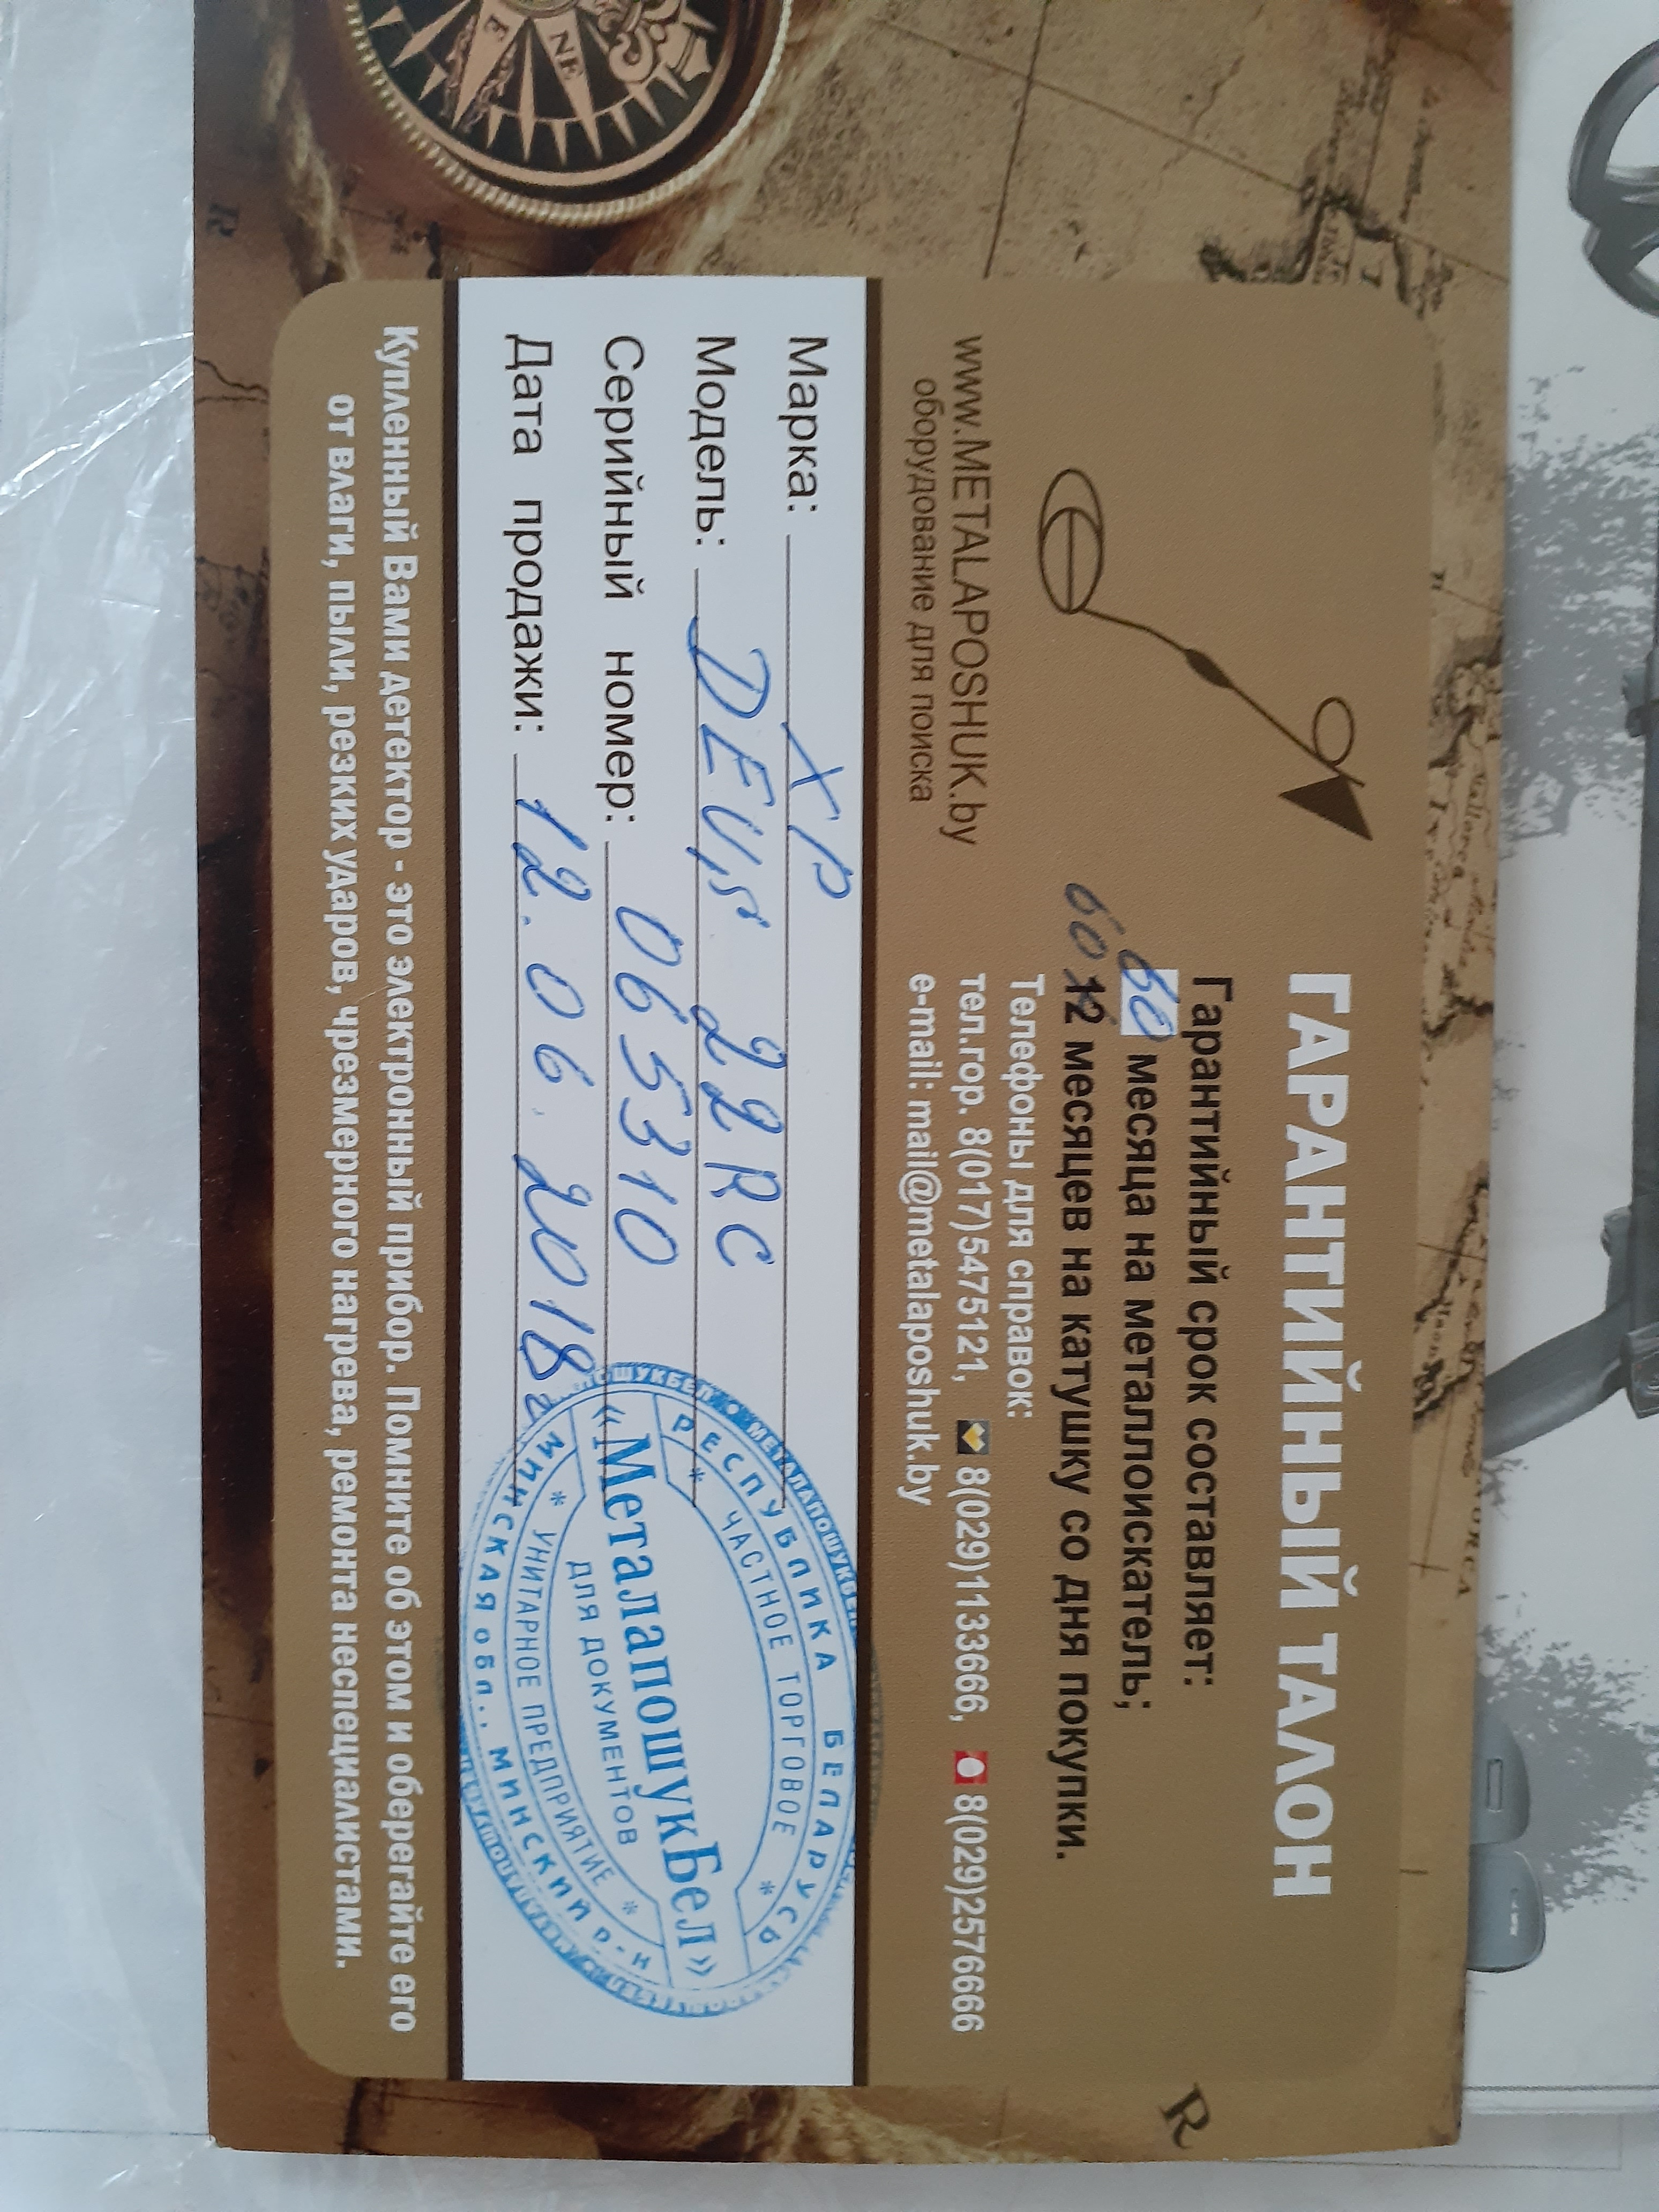 ГАРАНТИЙНЫЙ ТАЛОН
Гарантийный срок составляет:
60 месяца на металлоискатель;
60 12 месяцев на катушку со дня покупки.
Телефоны для справок:
тел.гор. 8(017)5475121, 8(029)1133666, 8(029)2576666
e-mail: mail@metalaposhuk.by
www.METALAPOSHUK.by
оборудование для поиска
Марка: XP
Модель: DEUS 22RC
Серийный номер: 065310
Дата продажи: 12.06.2018г
РЕСПУБЛИКА БЕЛАРУСЬ
* ЧАСТНОЕ ТОРГОВОЕ *
«МеталапошукБел»
ДЛЯ ДОКУМЕНТОВ
* УНИТАРНОЕ ПРЕДПРИЯТИЕ *
МИНСКАЯ ОБЛ., МИНСКИЙ Р-Н
Купленный Вами детектор - это электронный прибор. Помните об этом и оберегайте его
от влаги, пыли, резких ударов, чрезмерного нагрева, ремонта неспециалистами.
E
NE
R
R